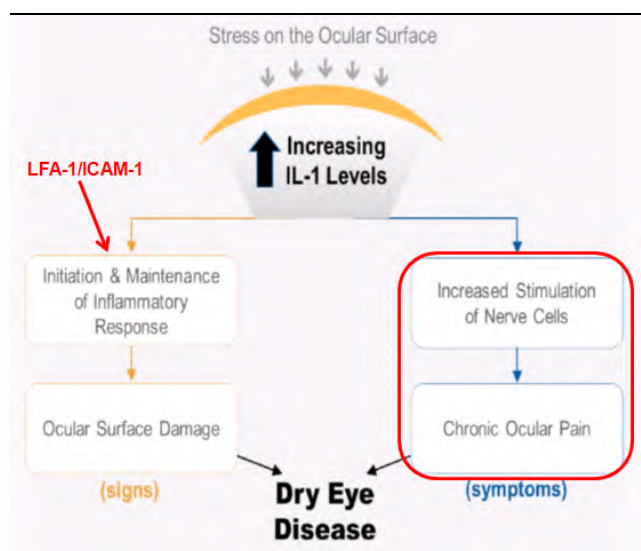 Stress on the Ocular Surface
Increasing
IL-1 Levels
LFA-1/ICAM-1
Initiation & Maintenance
of Inflammatory
Response
Increased Stimulation
of Nerve Cells
Ocular Surface Damage
Chronic Ocular Pain
(signs)
Dry Eye
Disease
(symptoms)